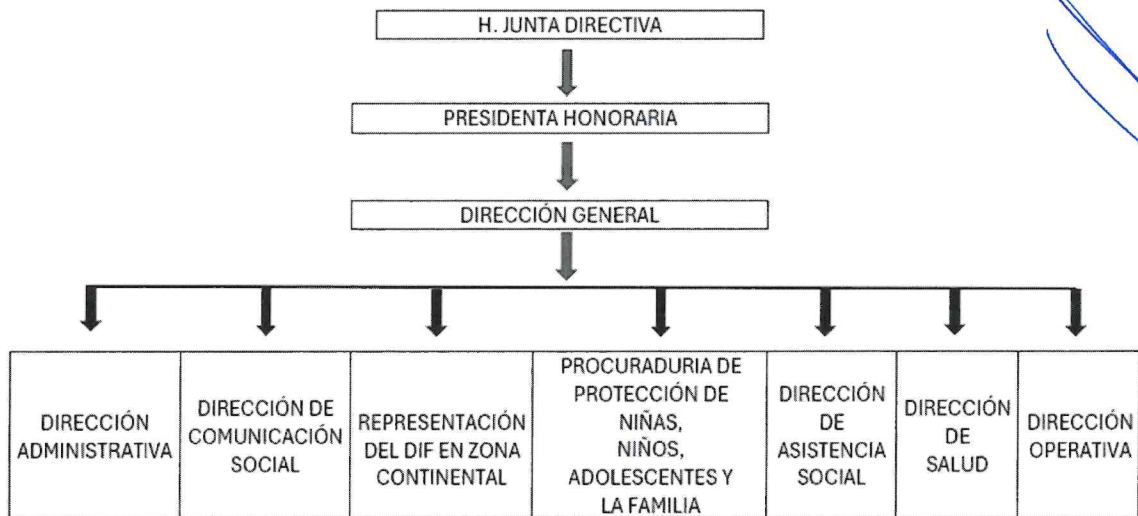 H. JUNTA DIRECTIVA
PRESIDENTA HONORARIA
DIRECCIÓN GENERAL
DIRECCIÓN
ADMINISTRATIVA
DIRECCIÓN DE
COMUNICACIÓN
SOCIAL
REPRESENTACIÓN
DEL DIF EN ZONA
CONTINENTAL
PROCURADURIA DE
PROTECCIÓN DE
NIÑAS,
NIÑOS,
ADOLESCENTES Y
LA FAMILIA
DIRECCIÓN
DE
ASISTENCIA
SOCIAL
DIRECCIÓN
DE
SALUD
DIRECCIÓN
OPERATIVA